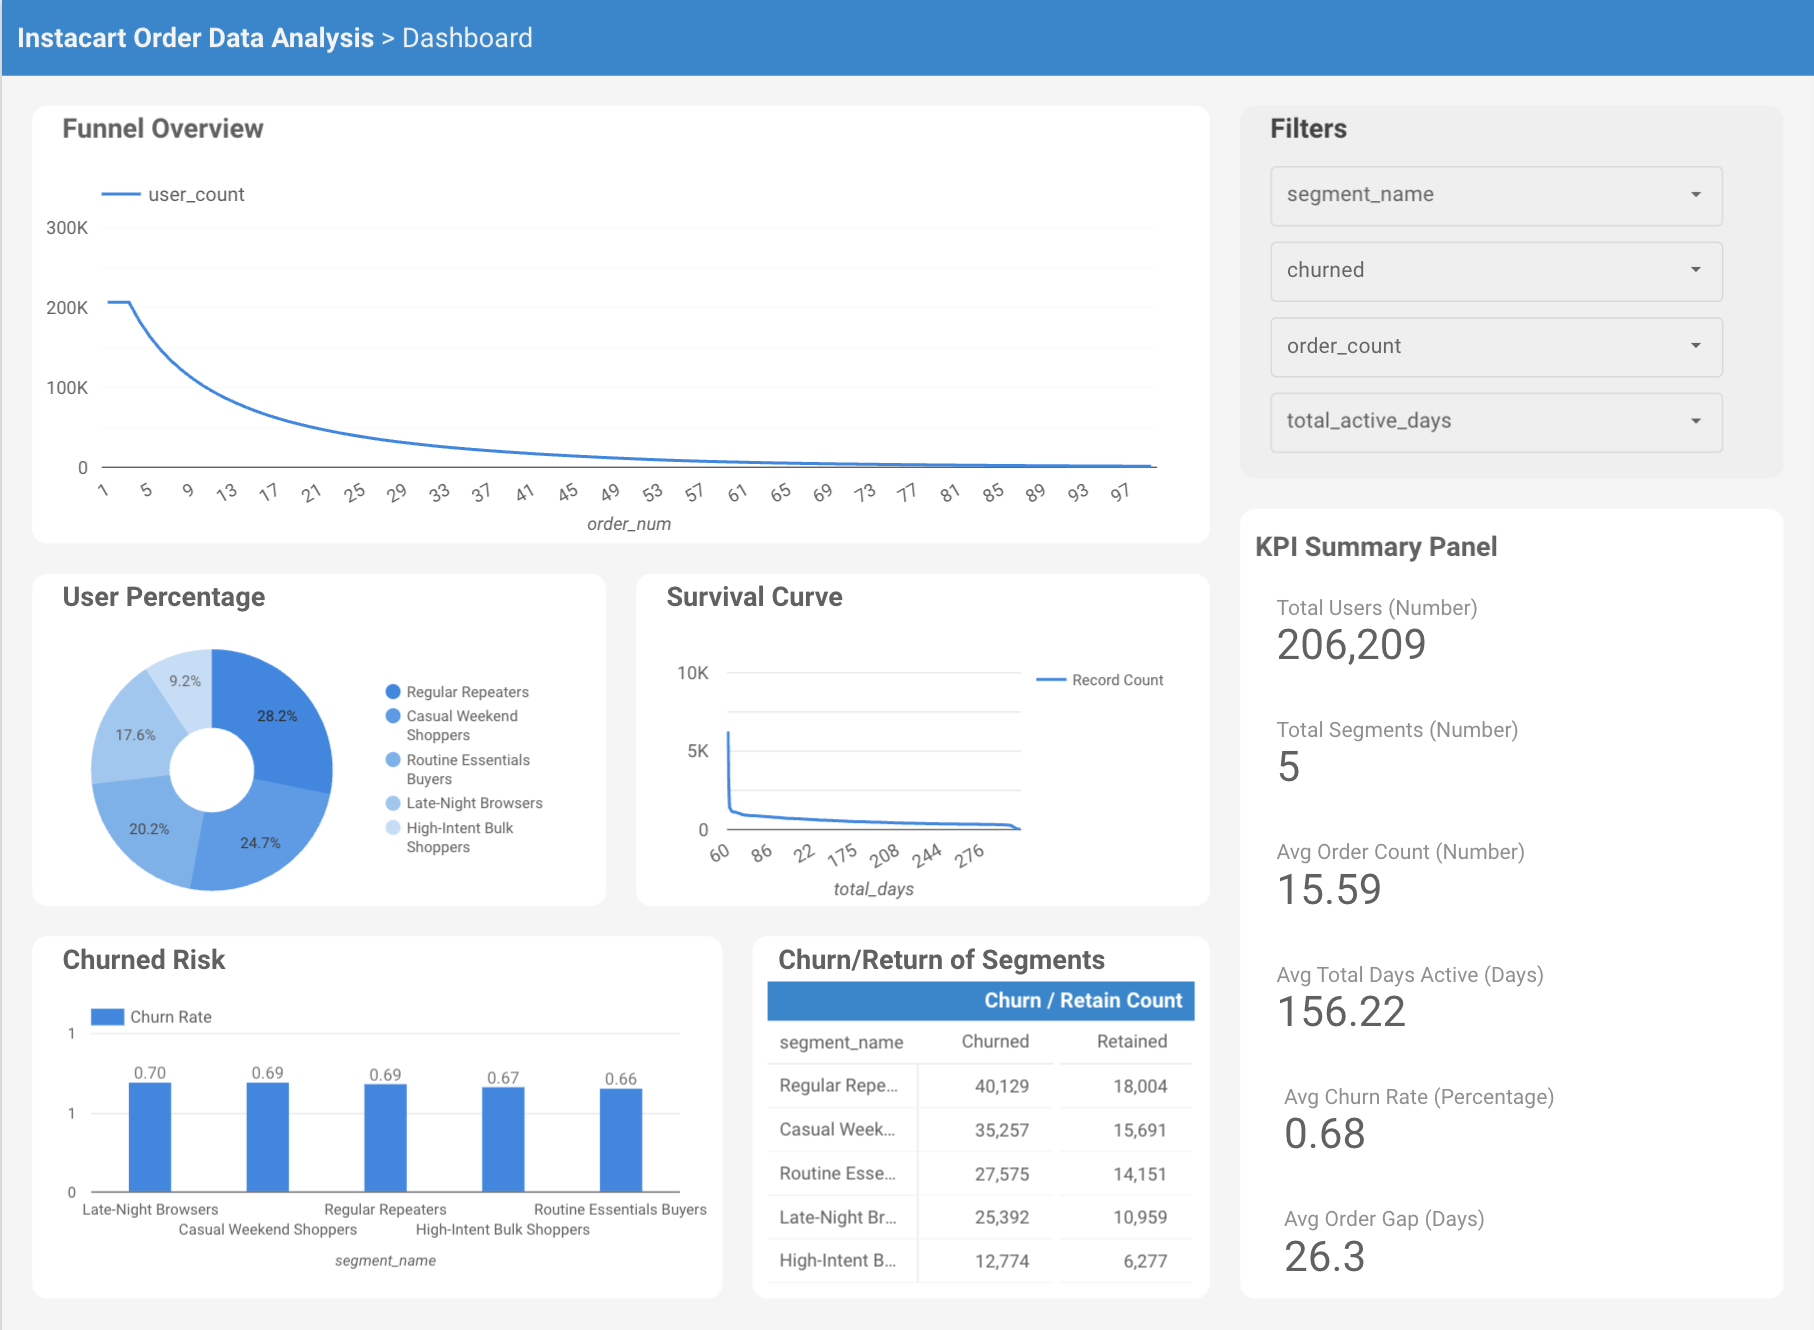 Instacart Order Data Analysis > Dashboard
Funnel Overview
user_count
300K
200K
100K
0
1 5 9 13 17 21 25 29 33 37 41 45 49 53 57 61 65 69 73 77 81 85 89 93 97
order_num
Filters
segment_name
churned
order_count
total_active_days
User Percentage
9.2%
28.2%
17.6%
20.2%
24.7%
Regular Repeaters
Casual Weekend
Shoppers
Routine Essentials
Buyers
Late-Night Browsers
High-Intent Bulk
Shoppers
Survival Curve
10K
5K
0
Record Count
60 86 22 175 208 244 276
total_days
KPI Summary Panel
Total Users (Number)
206,209
Total Segments (Number)
5
Avg Order Count (Number)
15.59
Avg Total Days Active (Days)
156.22
Avg Churn Rate (Percentage)
0.68
Avg Order Gap (Days)
26.3
Churned Risk
Churn Rate
1
1
0
0.70 0.69 0.69 0.67 0.66
Late-Night Browsers Regular Repeaters Routine Essentials Buyers
Casual Weekend Shoppers High-Intent Bulk Shoppers
segment_name
Churn/Return of Segments
Churn / Retain Count
segment_name Churned Retained
Regular Repe... 40,129 18,004
Casual Week... 35,257 15,691
Routine Esse... 27,575 14,151
Late-Night Br... 25,392 10,959
High-Intent B... 12,774 6,277